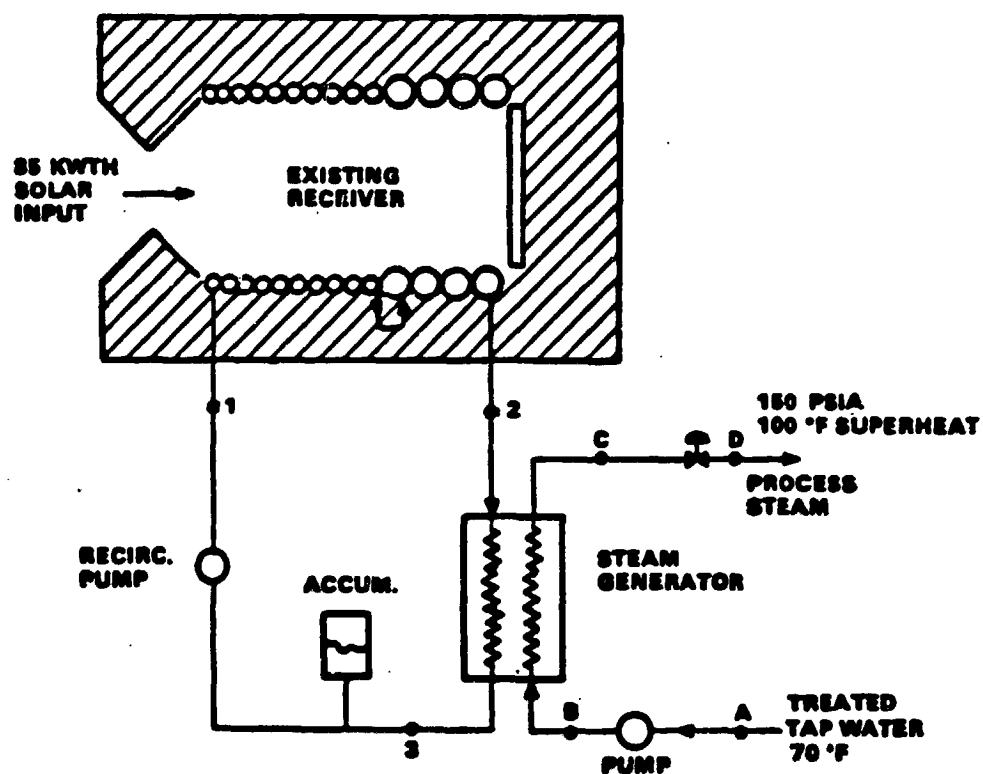 85 KWTH
SOLAR
INPUT
EXISTING
RECEIVER
1
2
150 PSIA
100 °F SUPERHEAT
C
D
PROCESS
STEAM
RECIRC.
PUMP
ACCUM.
STEAM
GENERATOR
3
B
A
TREATED
TAP WATER
70 °F
PUMP